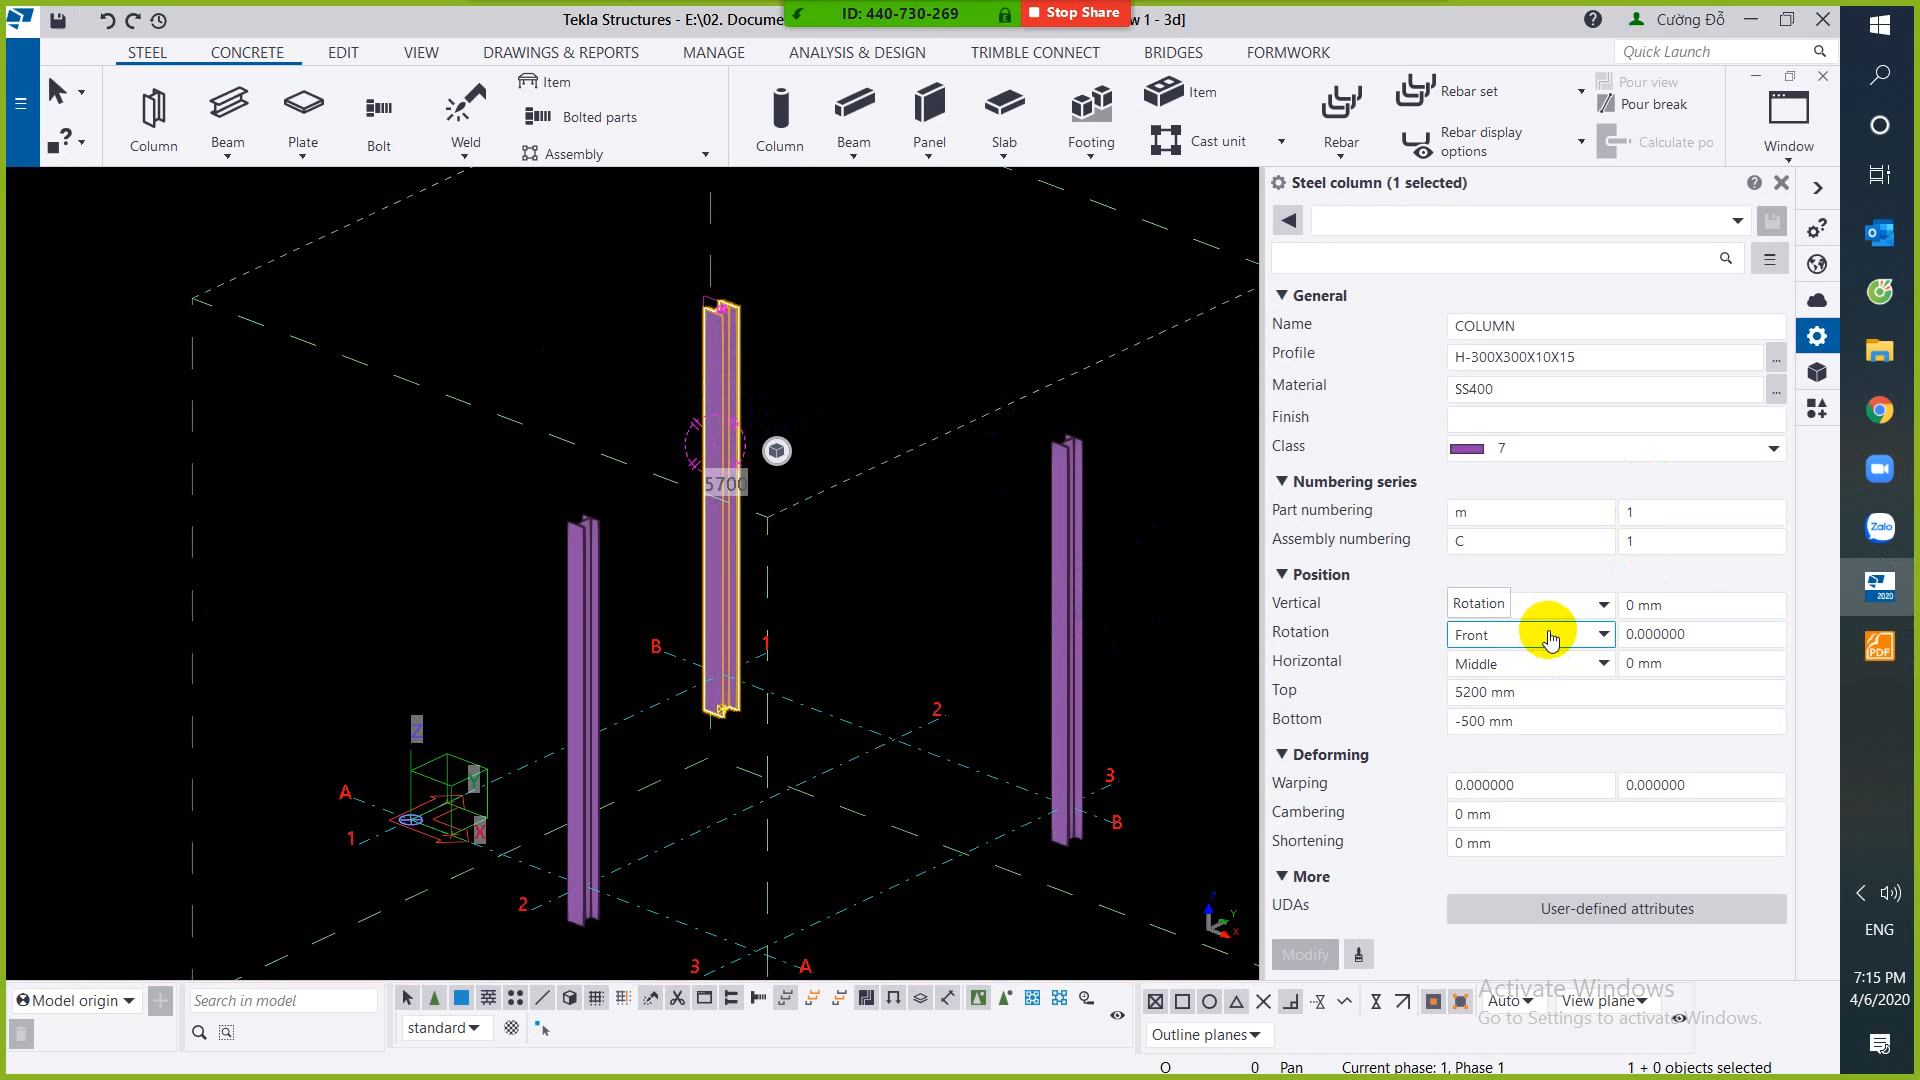 Tekla Structures - E:\02. Docume
ID: 440-730-269
Stop Share
w 1 - 3d]
Cường Đỗ
STEEL
CONCRETE
EDIT
VIEW
DRAWINGS & REPORTS
MANAGE
ANALYSIS & DESIGN
TRIMBLE CONNECT
BRIDGES
FORMWORK
Quick Launch
Column
Beam
Plate
Bolt
Weld
Item
Bolted parts
Assembly
Column
Beam
Panel
Slab
Footing
Item
Cast unit
Rebar
Rebar set
Rebar display
options
Pour view
Pour break
Calculate po
Window
Steel column (1 selected)
General
Name
COLUMN
Profile
H-300X300X10X15
...
Material
SS400
...
Finish
Class
7
Numbering series
Part numbering
m
1
Assembly numbering
C
1
Position
Vertical
Rotation
0 mm
Rotation
Front
0.000000
Horizontal
Middle
0 mm
Top
5200 mm
Bottom
-500 mm
Deforming
Warping
0.000000
0.000000
Cambering
0 mm
Shortening
0 mm
More
UDAs
User-defined attributes
Modify
5700
B
1
2
3
B
A
1
2
3
A
Z
Y
X
Z
Y
X
Model origin
Search in model
standard
Auto
View plane
Outline planes
Activate Windows
Go to Settings to activate Windows.
O
0
Pan
Current phase: 1, Phase 1
1 + 0 objects selected
Zalo
2020
PDF
ENG
7:15 PM
4/6/2020